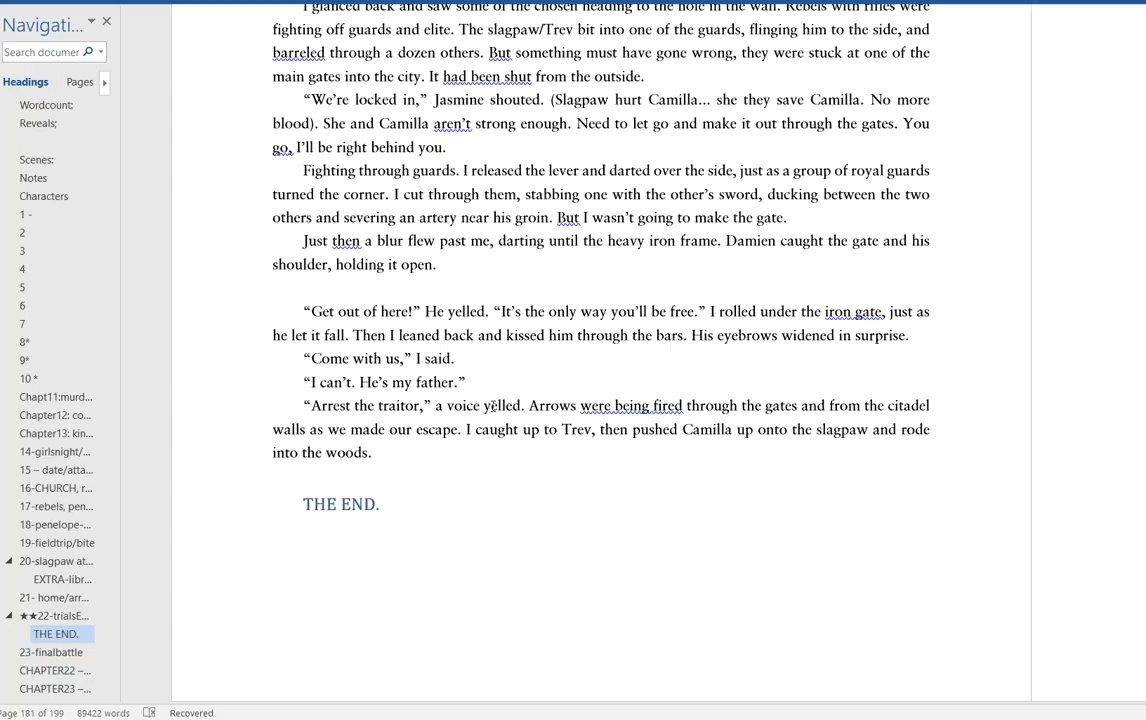 Navigati...
Search documer
Headings Pages
Wordcount:
Reveals;
Scenes:
Notes
Characters
1 -
2
3
4
5
6
7
8*
9*
10 *
Chapt11:murd...
Chapter12: co...
Chapter13: kin...
14-girlsnight/...
15 – date/atta...
16-CHURCH, r...
17-rebels, pen...
18-penelope-...
19-fieldtrip/bite
20-slagpaw at...
EXTRA-libr...
21- home/arr...
★★22-trialsE...
THE END.
23-finalbattle
CHAPTER22 –...
CHAPTER23 –...
I glanced back and saw some of the chosen heading to the hole in the wall. Rebels with rifles were
fighting off guards and elite. The slagpaw/Trev bit into one of the guards, flinging him to the side, and
barreled through a dozen others. But something must have gone wrong, they were stuck at one of the
main gates into the city. It had been shut from the outside.
“We’re locked in,” Jasmine shouted. (Slagpaw hurt Camilla... she they save Camilla. No more
blood). She and Camilla aren’t strong enough. Need to let go and make it out through the gates. You
go, I’ll be right behind you.
Fighting through guards. I released the lever and darted over the side, just as a group of royal guards
turned the corner. I cut through them, stabbing one with the other’s sword, ducking between the two
others and severing an artery near his groin. But I wasn’t going to make the gate.
Just then a blur flew past me, darting until the heavy iron frame. Damien caught the gate and his
shoulder, holding it open.
“Get out of here!” He yelled. “It’s the only way you’ll be free.” I rolled under the iron gate, just as
he let it fall. Then I leaned back and kissed him through the bars. His eyebrows widened in surprise.
“Come with us,” I said.
“I can’t. He’s my father.”
“Arrest the traitor,” a voice yelled. Arrows were being fired through the gates and from the citadel
walls as we made our escape. I caught up to Trev, then pushed Camilla up onto the slagpaw and rode
into the woods.
THE END.
Page 181 of 199 89422 words Recovered